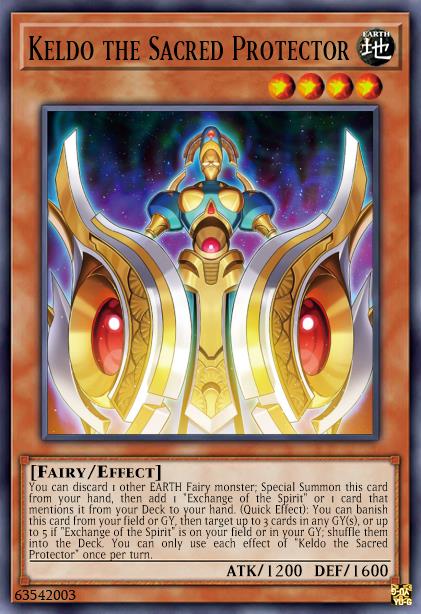 KELDO THE SACRED PROTECTOR
EARTH
地
[FAIRY/EFFECT]
You can discard 1 other EARTH Fairy monster; Special Summon this card
from your hand, then add 1 "Exchange of the Spirit" or 1 card that
mentions it from your Deck to your hand. (Quick Effect): You can banish
this card from your field or GY, then target up to 3 cards in any GY(s), or up
to 5 if "Exchange of the Spirit" is on your field or in your GY; shuffle them
into the Deck. You can only use each effect of "Keldo the Sacred
Protector" once per turn.
ATK/1200 DEF/1600
63542003